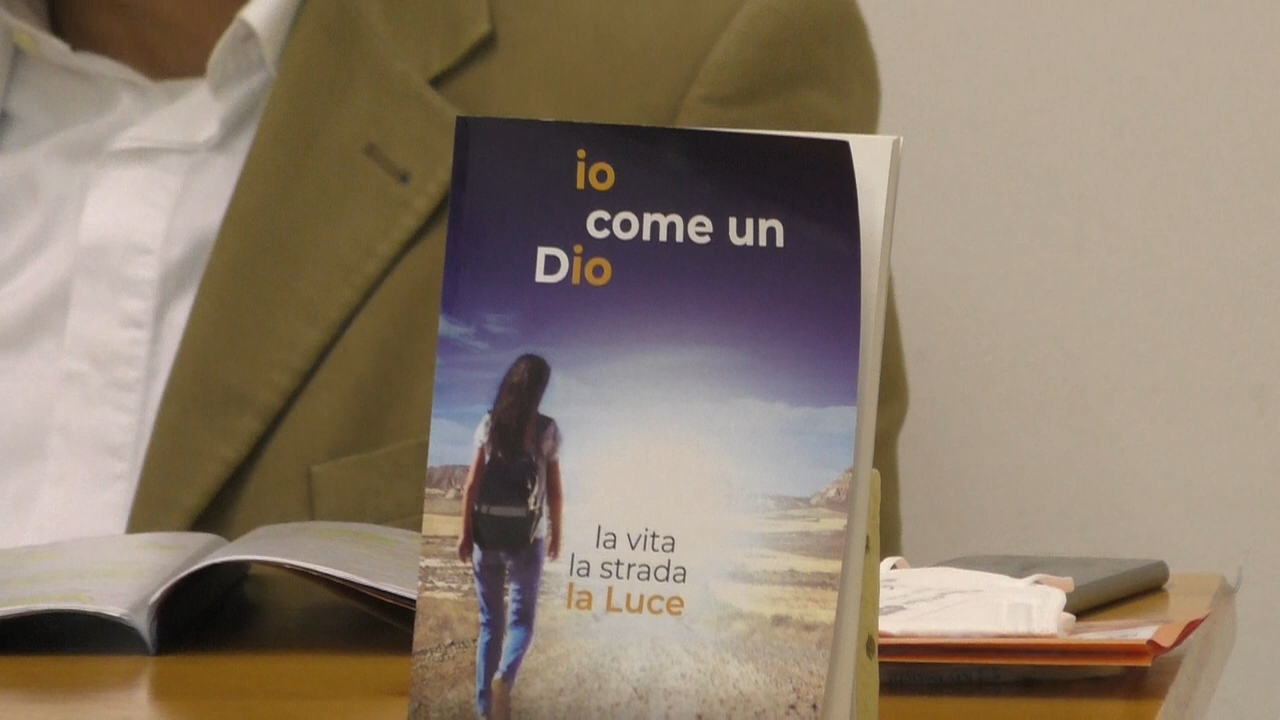 io
come un
Dio
la vita
la strada
la Luce